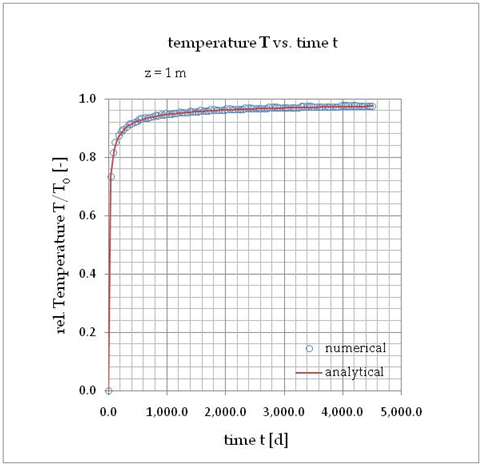 temperature T vs. time t
z = 1 m
rel. Temperature T/T₀ [-]
1.0
0.8
0.6
0.4
0.2
0.0
numerical
analytical
0.0 1,000.0 2,000.0 3,000.0 4,000.0 5,000.0
time t [d]